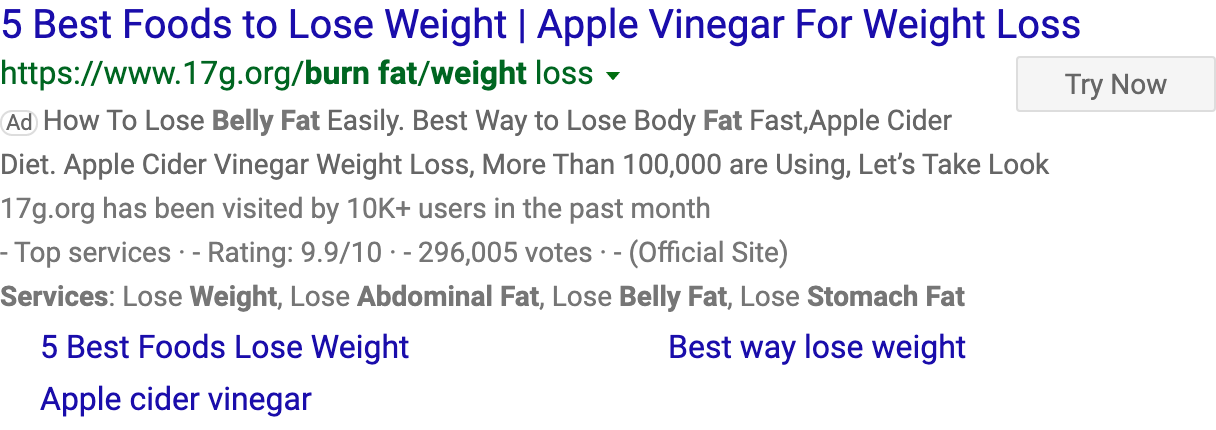 5 Best Foods to Lose Weight | Apple Vinegar For Weight Loss
https://www.17g.org/burn fat/weight loss
Try Now
Ad How To Lose Belly Fat Easily. Best Way to Lose Body Fat Fast,Apple Cider
Diet. Apple Cider Vinegar Weight Loss, More Than 100,000 are Using, Let’s Take Look
17g.org has been visited by 10K+ users in the past month
- Top services · - Rating: 9.9/10 · - 296,005 votes · - (Official Site)
Services: Lose Weight, Lose Abdominal Fat, Lose Belly Fat, Lose Stomach Fat
5 Best Foods Lose Weight
Best way lose weight
Apple cider vinegar